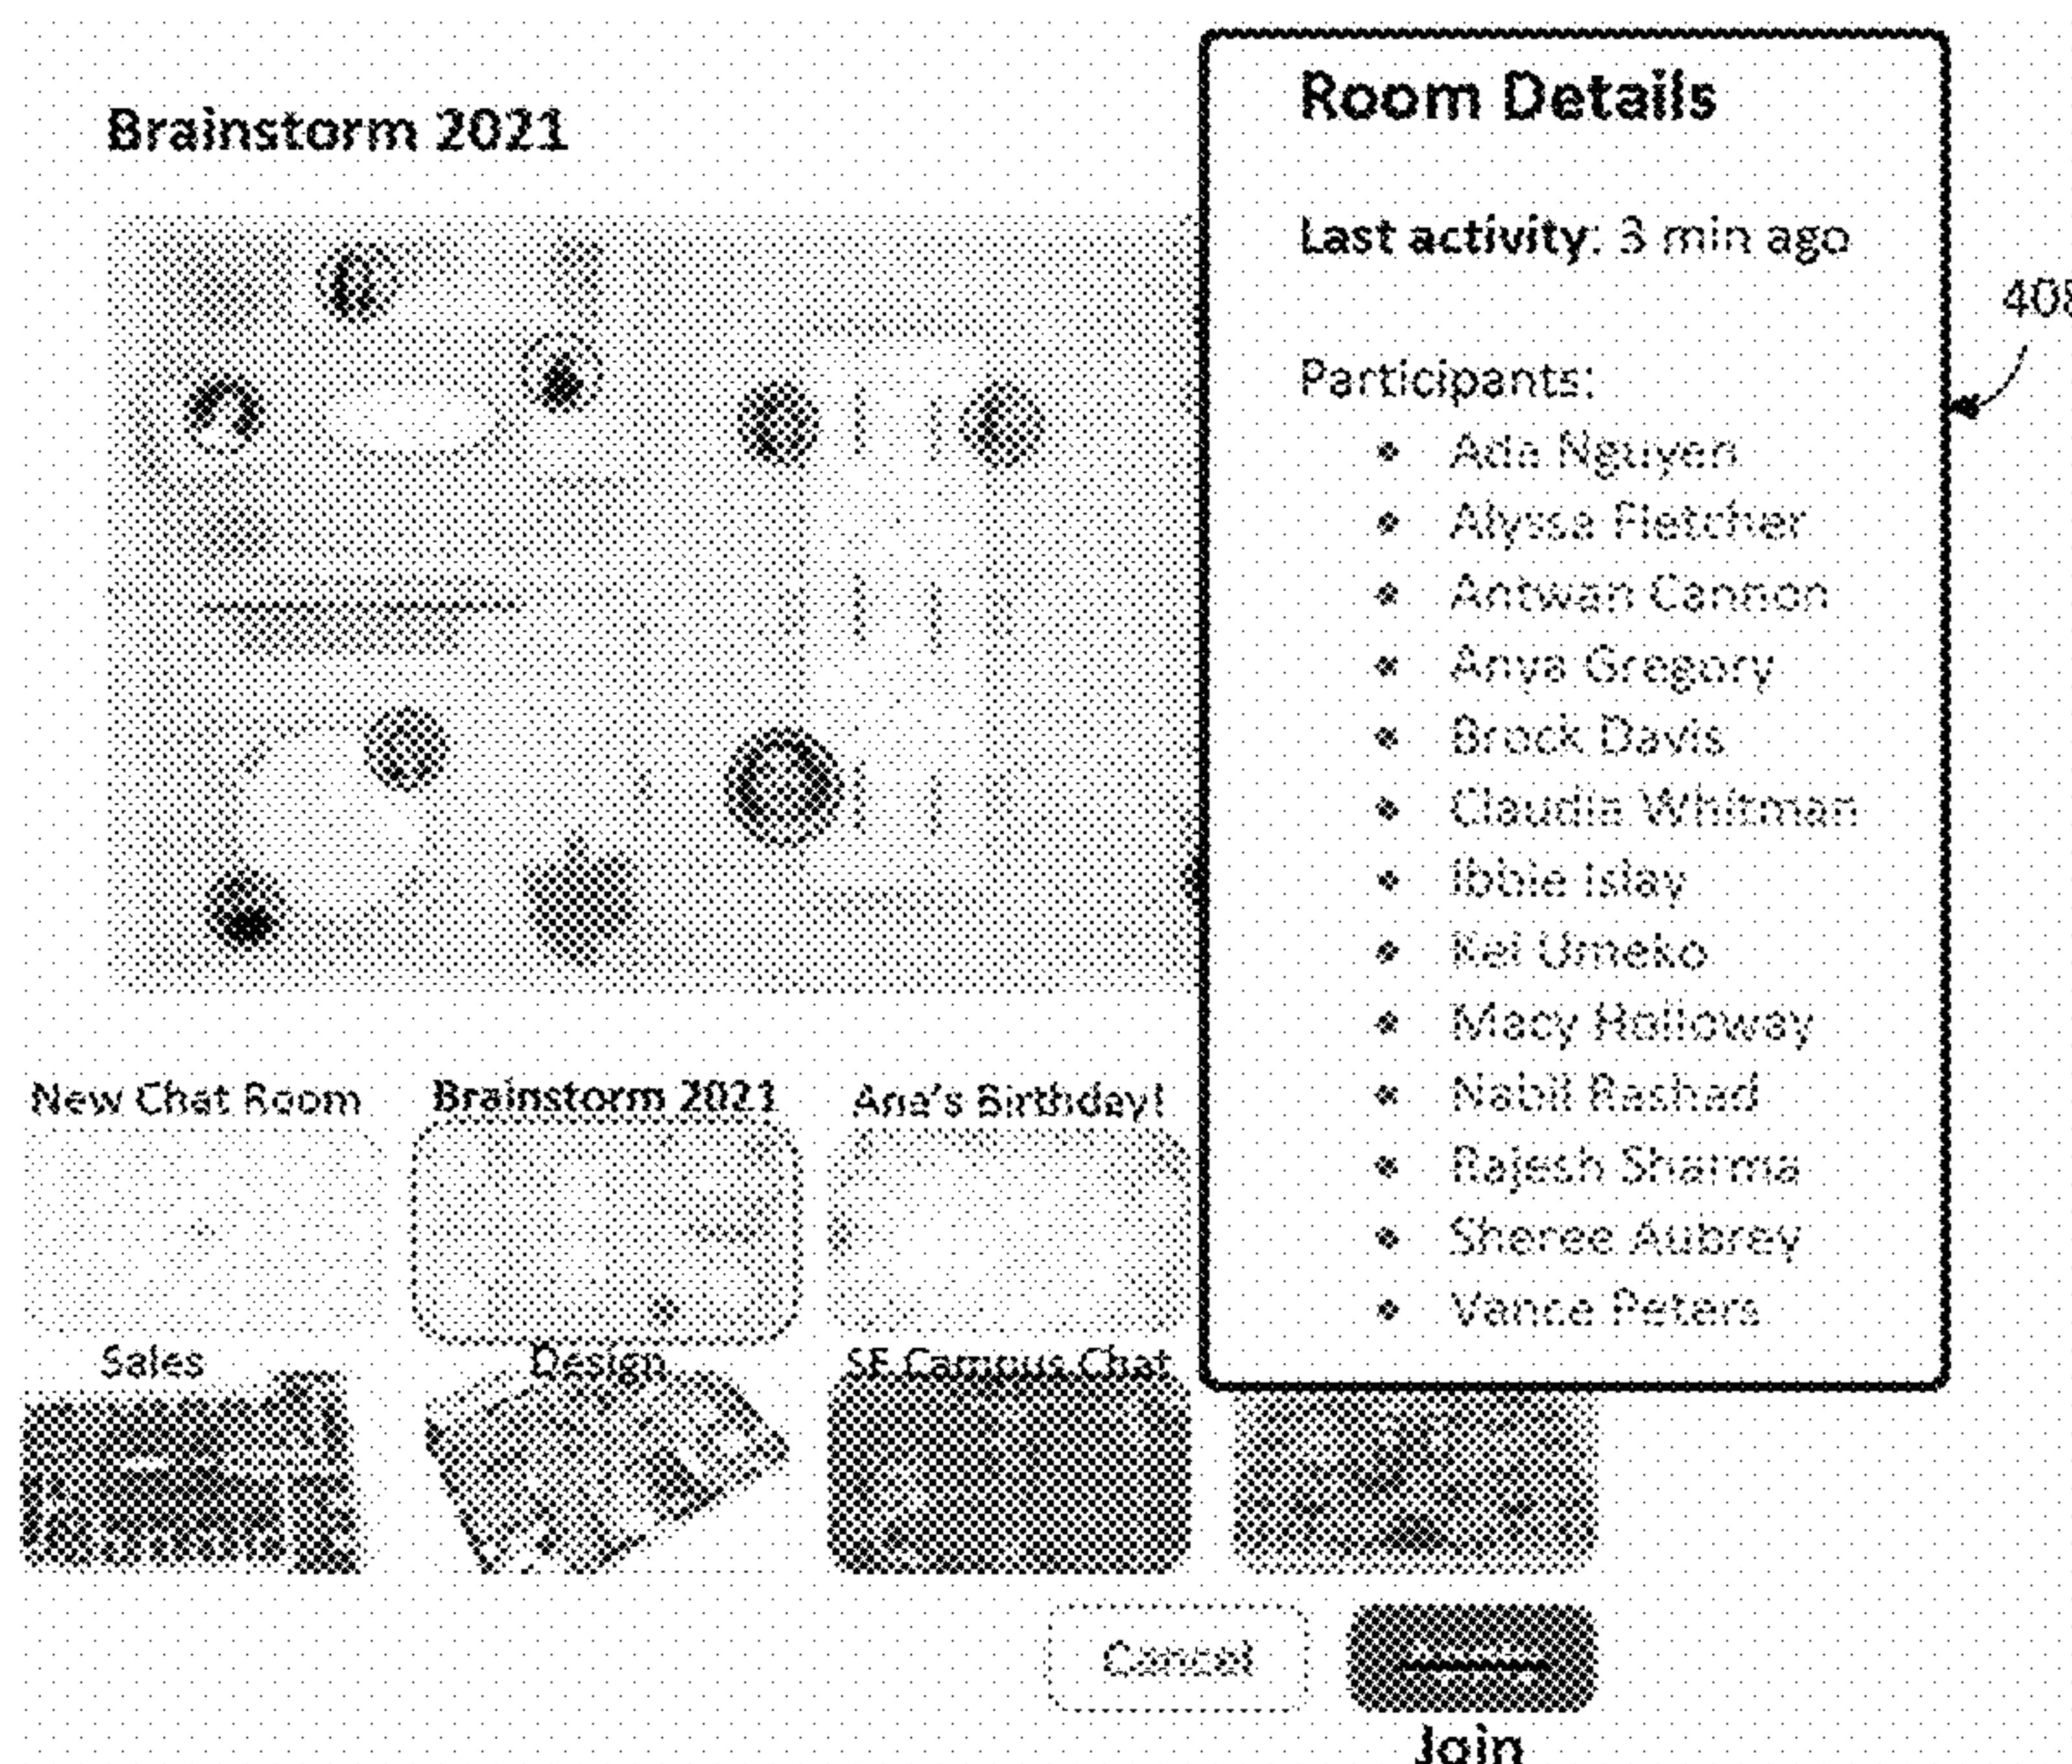 Brainstorm 2021
Room Details
Last activity: 3 min ago
408
Participants:
• Ada Nguyen
• Alyssa Fletcher
• Antwan Cannon
• Anya Gregory
• Brock Davis
• Claudia Whitman
• Ibbie Islay
• Kei Umeko
• Macy Holloway
• Nabil Rashad
• Rajesh Sharma
• Sheree Aubrey
• Vance Peters
New Chat Room
Brainstorm 2021
Ana's Birthday!
Sales
Design
SF Campus Chat
Cancel
Join